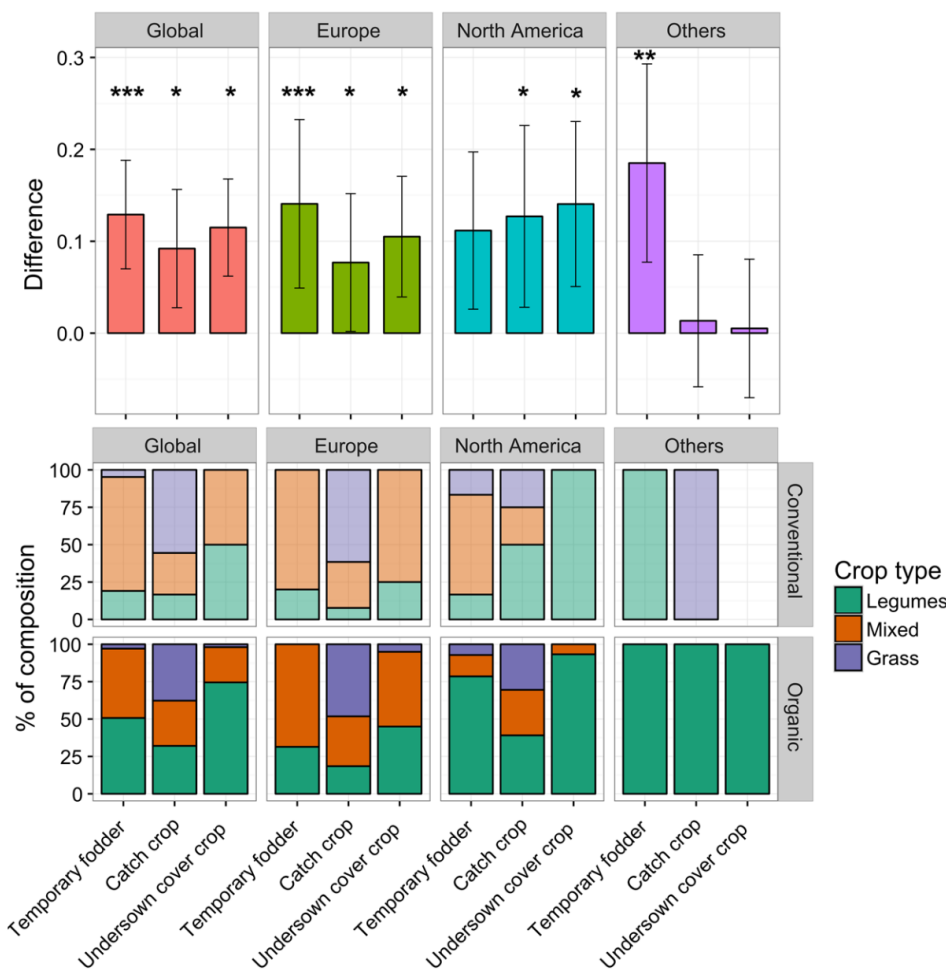 Global Europe North America Others
*** * * *** * * * * **
0.3
0.2
0.1
0.0
Difference
Global Europe North America Others
100
75
50
25
0
Conventional
100
75
50
25
0
Organic
% of composition
Temporary fodder Catch crop Undersown cover crop Temporary fodder Catch crop Undersown cover crop Temporary fodder Catch crop Undersown cover crop Temporary fodder Catch crop Undersown cover crop
Crop type
Legumes
Mixed
Grass